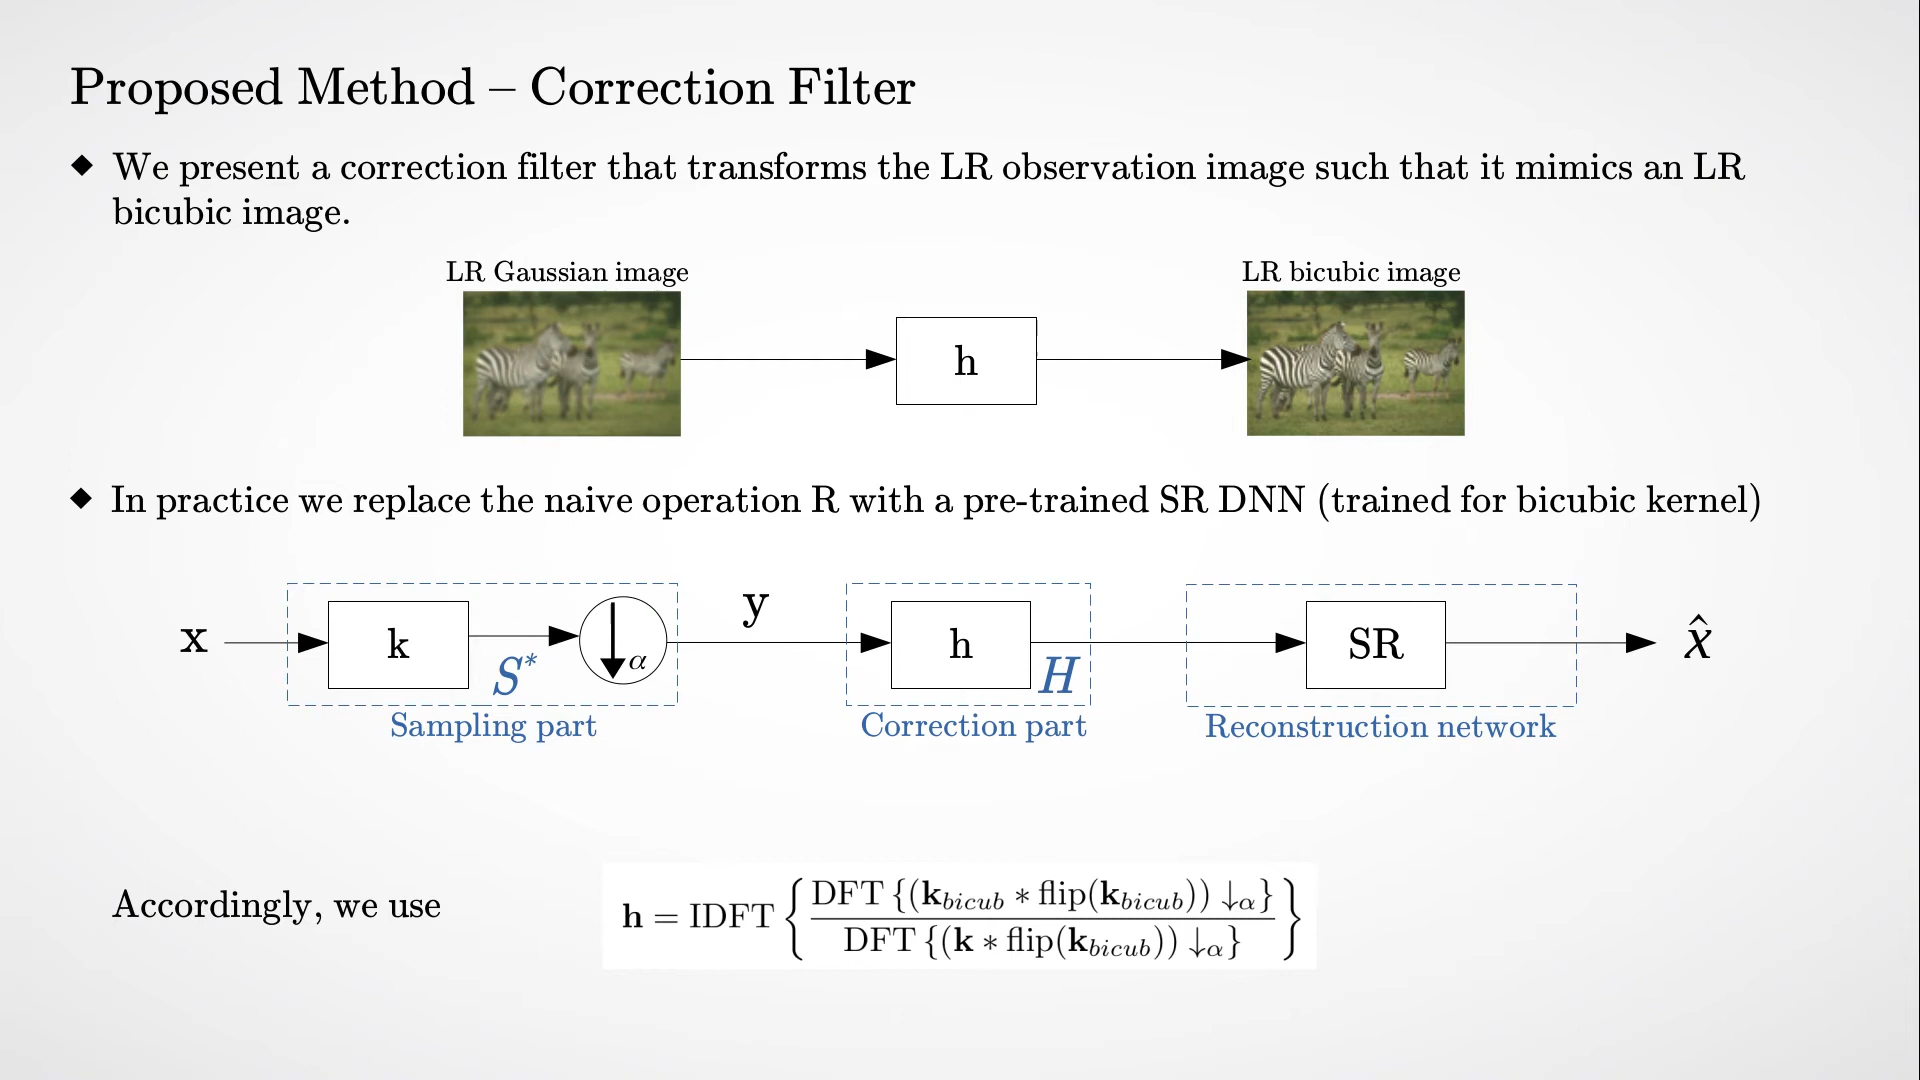 Proposed Method – Correction Filter
◆ We present a correction filter that transforms the LR observation image such that it mimics an LR
bicubic image.
LR Gaussian image
LR bicubic image
h
◆ In practice we replace the naive operation R with a pre-trained SR DNN (trained for bicubic kernel)
x
k
S*
↓α
y
h
H
SR
x̂
Sampling part
Correction part
Reconstruction network
Accordingly, we use
h = IDFT { DFT {(k_bicub ∗ flip(k_bicub)) ↓α} / DFT {(k ∗ flip(k_bicub)) ↓α} }